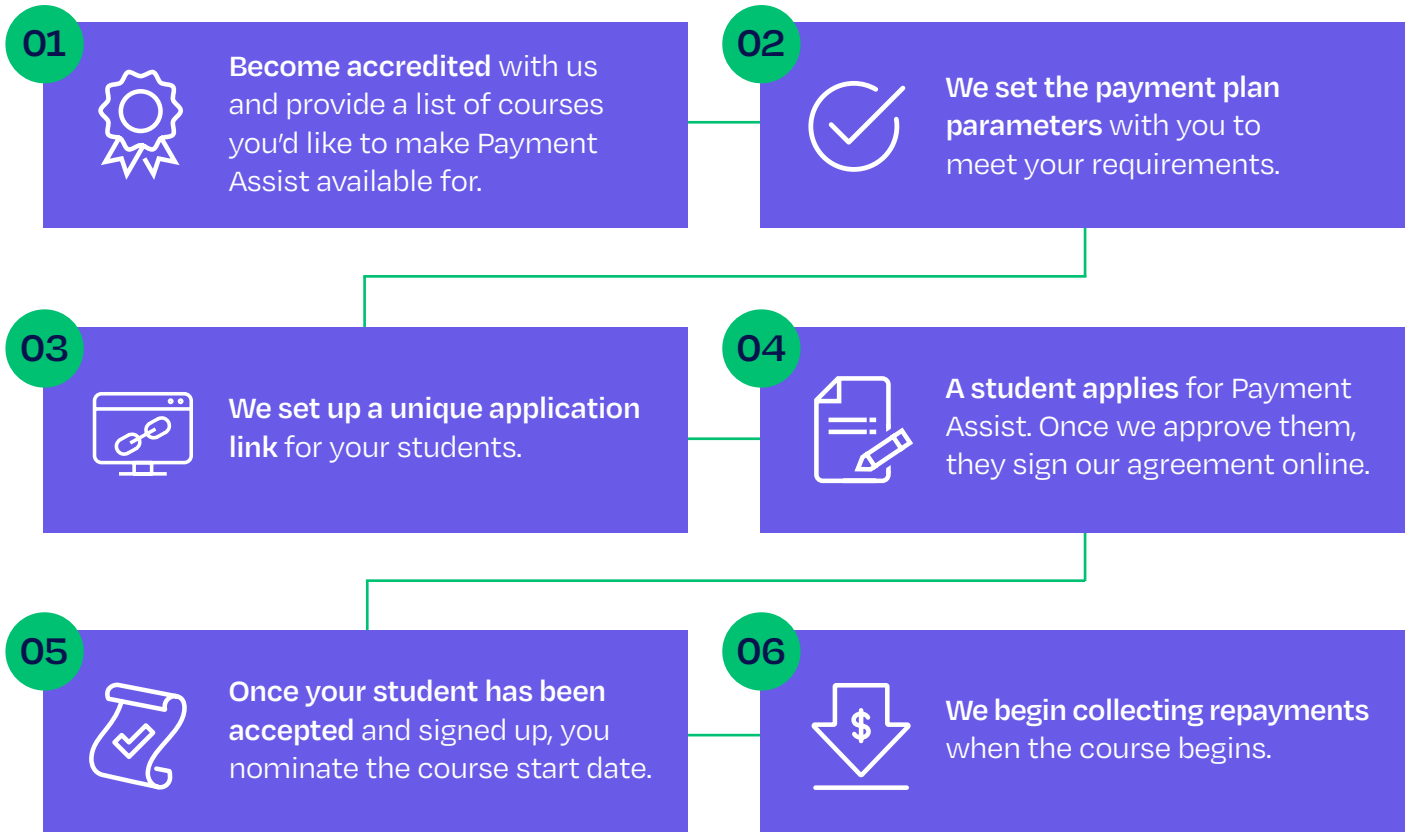 01
Become accredited with us
and provide a list of courses
you’d like to make Payment
Assist available for.
02
We set the payment plan
parameters with you to
meet your requirements.
03
We set up a unique application
link for your students.
04
A student applies for Payment
Assist. Once we approve them,
they sign our agreement online.
05
Once your student has been
accepted and signed up, you
nominate the course start date.
06
$
We begin collecting repayments
when the course begins.